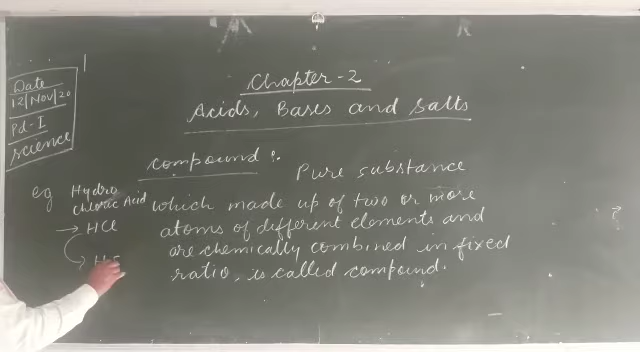 Date
12/Nov/20
Pd-I
Science
Chapter-2
Acids, Bases and Salts
Compound :-
Pure substance
which made up of two or more
atoms of different elements and
are chemically combined in fixed
ratio, is called compound.
eg Hydro
chloric Acid
→ HCl
→ H